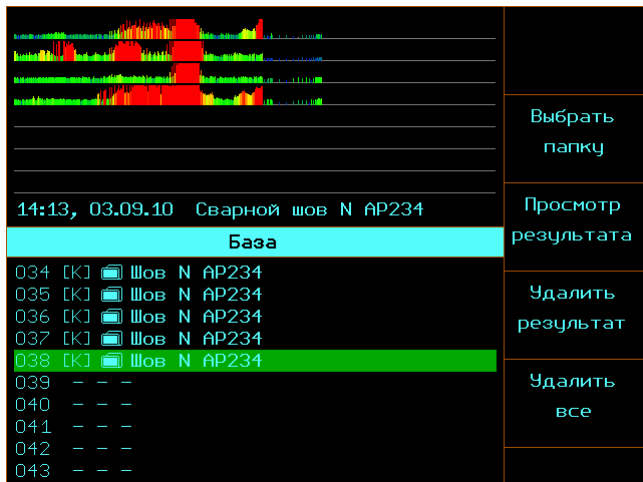 14:13, 03.09.10 Сварной шов N AP234
База
034 [K] Шов N AP234
035 [K] Шов N AP234
036 [K] Шов N AP234
037 [K] Шов N AP234
038 [K] Шов N AP234
039 - - -
040 - - -
041 - - -
042 - - -
043 - - -
Выбрать
папку
Просмотр
результата
Удалить
результат
Удалить
все